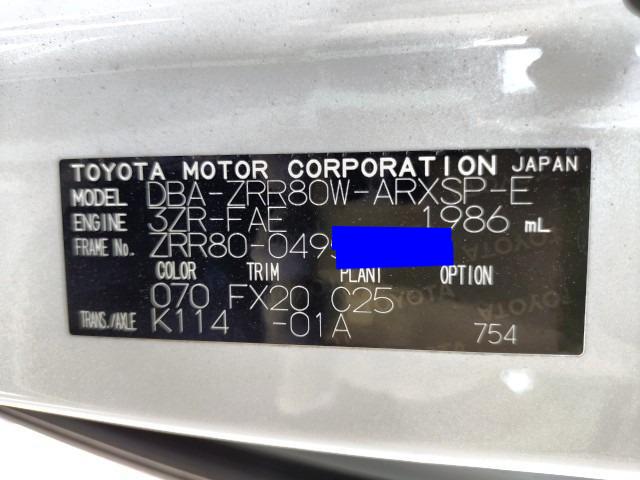 TOYOTA MOTOR CORPORATION JAPAN
MODEL DBA-ZRR80W-ARXSP-E
ENGINE 3ZR-FAE 1986 mL
FRAME No. ZRR80-049
COLOR TRIM PLANT OPTION
070 FX20 C25
TRANS./AXLE K114 -01A
754